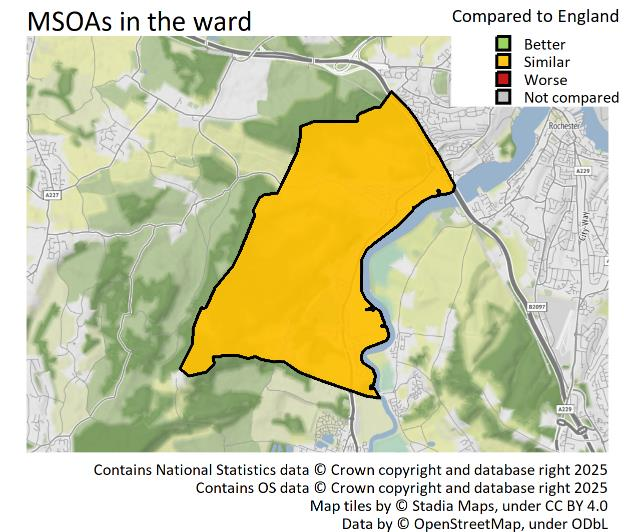 MSOAs in the ward
Compared to England
Better
Similar
Worse
Not compared
Rochester
A229
A227
City Way
B2097
A229
Contains National Statistics data © Crown copyright and database right 2025
Contains OS data © Crown copyright and database right 2025
Map tiles by © Stadia Maps, under CC BY 4.0
Data by © OpenStreetMap, under ODbL